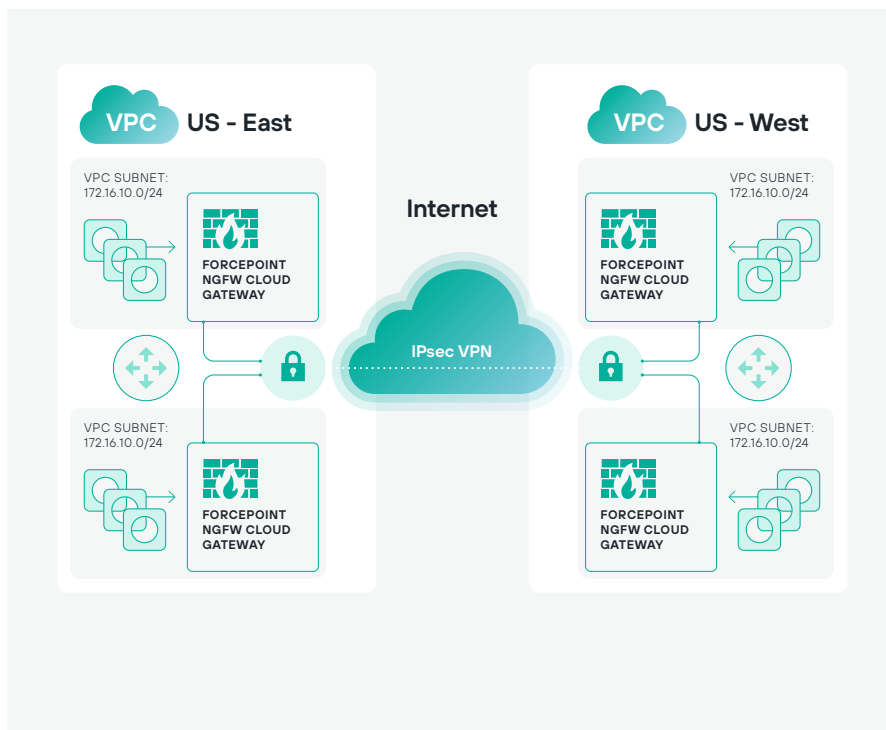 VPC US - East
VPC SUBNET:
172.16.10.0/24
FORCEPOINT
NGFW CLOUD
GATEWAY
VPC SUBNET:
172.16.10.0/24
FORCEPOINT
NGFW CLOUD
GATEWAY
Internet
IPsec VPN
VPC US - West
VPC SUBNET:
172.16.10.0/24
FORCEPOINT
NGFW CLOUD
GATEWAY
VPC SUBNET:
172.16.10.0/24
FORCEPOINT
NGFW CLOUD
GATEWAY